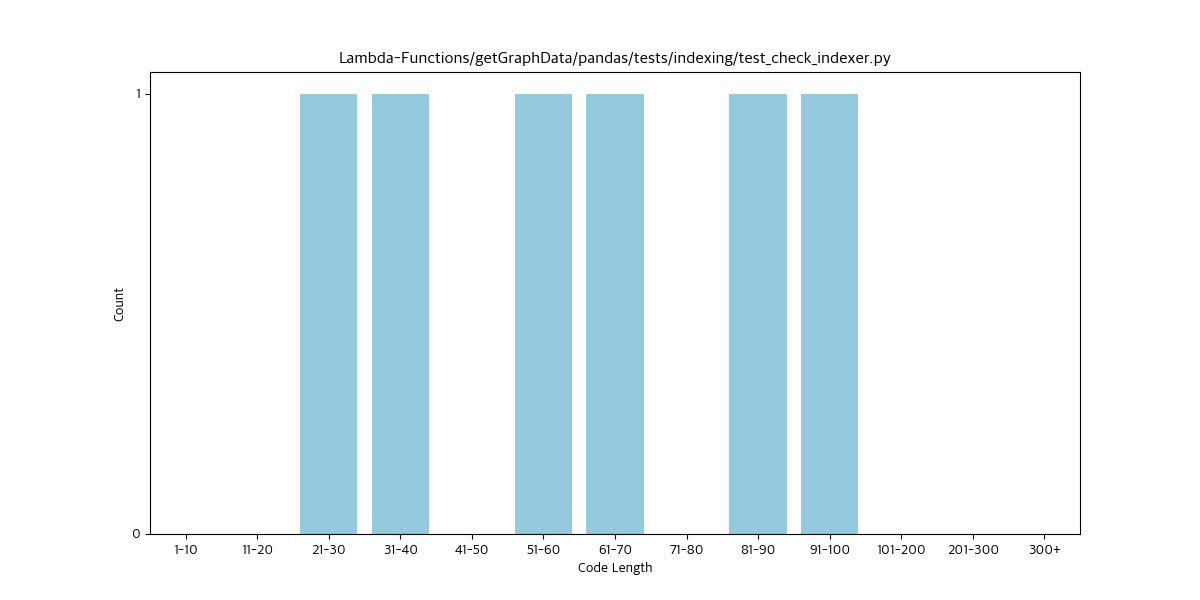 Lambda-Functions/getGraphData/pandas/tests/indexing/test_check_indexer.py
1
Count
0
1-10 11-20 21-30 31-40 41-50 51-60 61-70 71-80 81-90 91-100 101-200 201-300 300+
Code Length